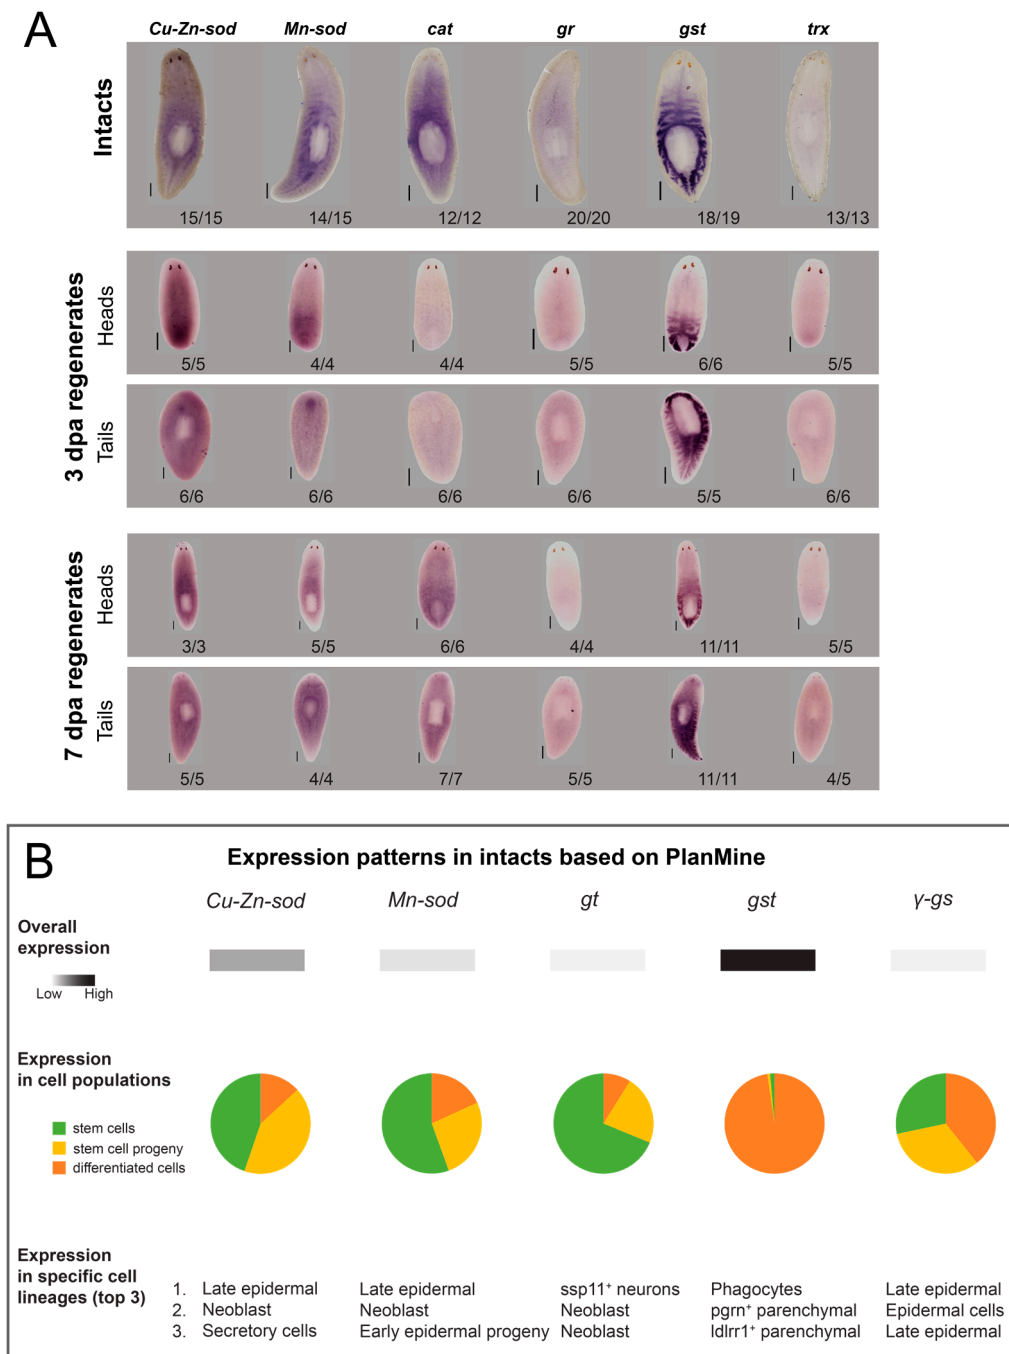 A
Cu-Zn-sod Mn-sod cat gr gst trx
Intacts
15/15 14/15 12/12 20/20 18/19 13/13
3 dpa regenerates
Heads
5/5 4/4 4/4 5/5 6/6 5/5
Tails
6/6 6/6 6/6 6/6 5/5 6/6
7 dpa regenerates
Heads
3/3 5/5 6/6 4/4 11/11 5/5
Tails
5/5 4/4 7/7 5/5 11/11 4/5
B
Expression patterns in intacts based on PlanMine
Cu-Zn-sod Mn-sod gt gst γ-gs
Overall
expression
Low High
Expression
in cell populations
stem cells
stem cell progeny
differentiated cells
Expression
in specific cell
lineages (top 3)
1. Late epidermal Late epidermal ssp11⁺ neurons Phagocytes Late epidermal
2. Neoblast Neoblast Neoblast pgrn⁺ parenchymal Epidermal cells
3. Secretory cells Early epidermal progeny Neoblast ldlrr1⁺ parenchymal Late epidermal